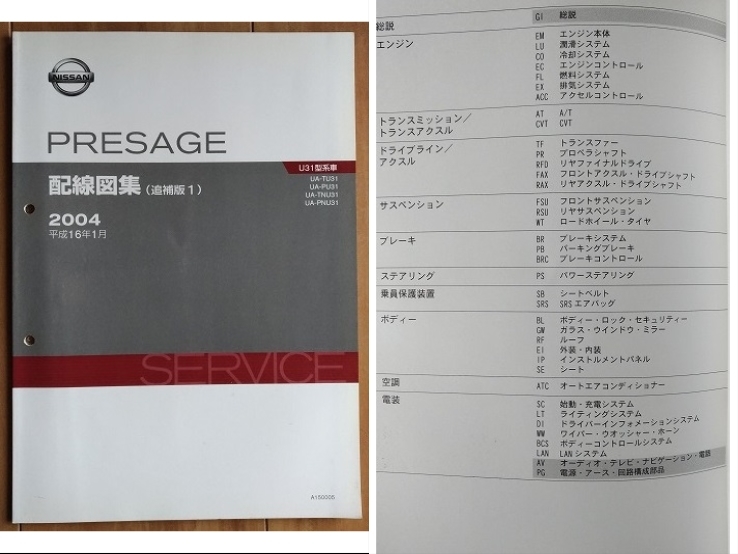 NISSAN
PRESAGE
U31型系車
UA-TU31
UA-PU31
UA-TNU31
UA-PNU31
配線図集(追補版1)
2004
平成16年1月
SERVICE
総説
GI 総説
エンジン
EM エンジン本体
LU 潤滑システム
CO 冷却システム
EC エンジンコントロール
FL 燃料システム
EX 排気システム
ACC アクセルコントロール
トランスミッション/
トランスアクスル
AT A/T
CVT CVT
ドライブライン/
アクスル
TF トランスファー
PR プロペラシャフト
RFD リヤファイナルドライブ
FAX フロントアクスル・ドライブシャフト
RAX リヤアクスル・ドライブシャフト
サスペンション
FSU フロントサスペンション
RSU リヤサスペンション
WT ロードホイール・タイヤ
ブレーキ
BR ブレーキシステム
PB パーキングブレーキ
BRC ブレーキコントロール
ステアリング
PS パワーステアリング
乗員保護装置
SB シートベルト
SRS SRSエアバッグ
ボディー
BL ボディー・ロック・セキュリティー
GW ガラス・ウインドウ・ミラー
RF ルーフ
EI 外装・内装
IP インストルメントパネル
SE シート
空調
ATC オートエアコンディショナー
電装
SC 始動・充電システム
LT ライティングシステム
DI ドライバーインフォメーションシステム
WW ワイパー・ウオッシャー・ホーン
BCS ボディーコントロールシステム
LAN LANシステム
AV オーディオ・テレビ・ナビゲーション・電話
PG 電源・アース・回路構成部品